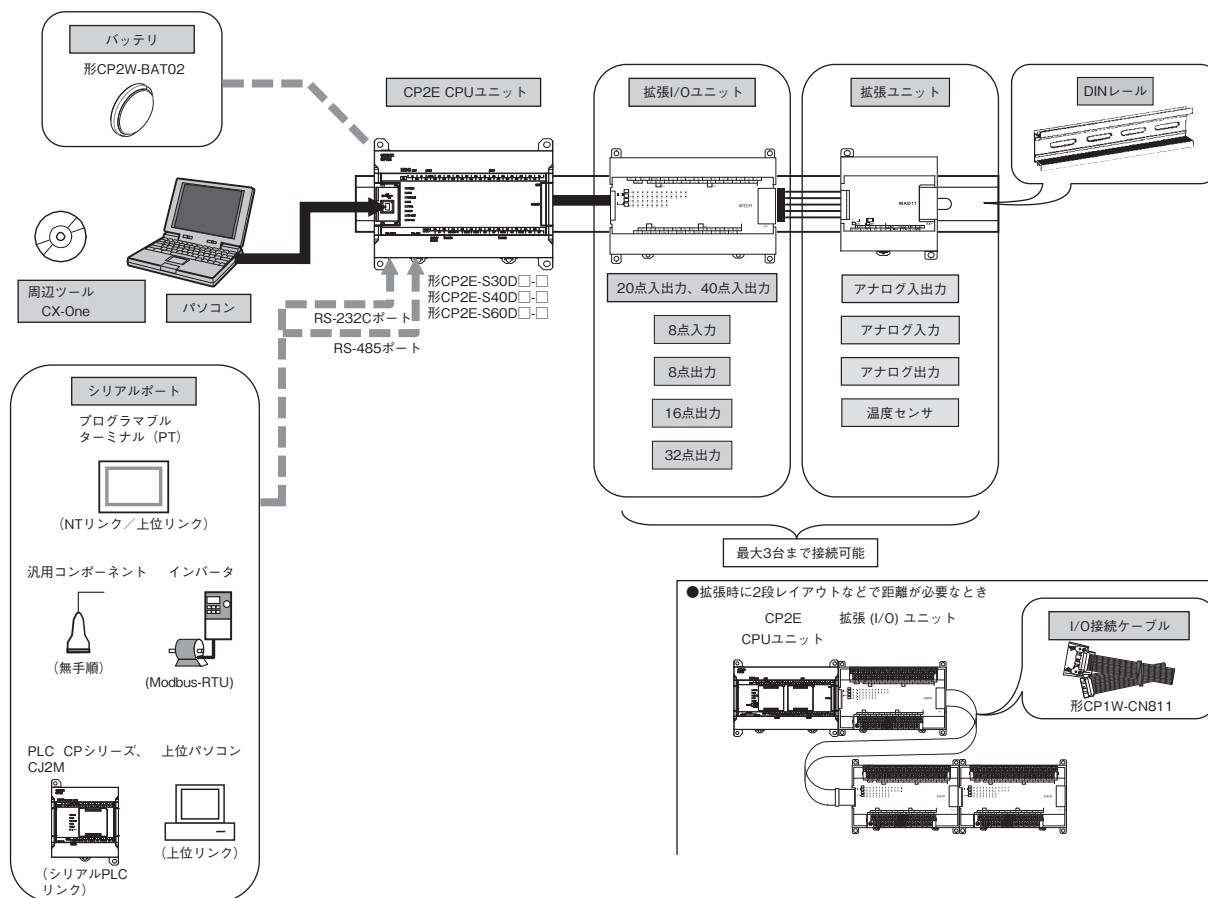 バッテリ
形CP2W-BAT02
CP2E CPUユニット
拡張I/Oユニット
拡張ユニット
DINレール
MAD11
40EDR
周辺ツール
CX-One
パソコン
形CP2E-S30D□-□
形CP2E-S40D□-□
形CP2E-S60D□-□
RS-232Cポート
RS-485ポート
20点入出力、40点入出力
8点入力
8点出力
16点出力
32点出力
アナログ入出力
アナログ入力
アナログ出力
温度センサ
最大3台まで接続可能
シリアルポート
プログラマブル
ターミナル（PT）
（NTリンク／上位リンク）
汎用コンポーネント
インバータ
（無手順）
(Modbus-RTU)
PLC CPシリーズ、
CJ2M
上位パソコン
（シリアルPLC
リンク）
（上位リンク）
●拡張時に2段レイアウトなどで距離が必要なとき
CP2E
CPUユニット
拡張 (I/O) ユニット
I/O接続ケーブル
形CP1W-CN811